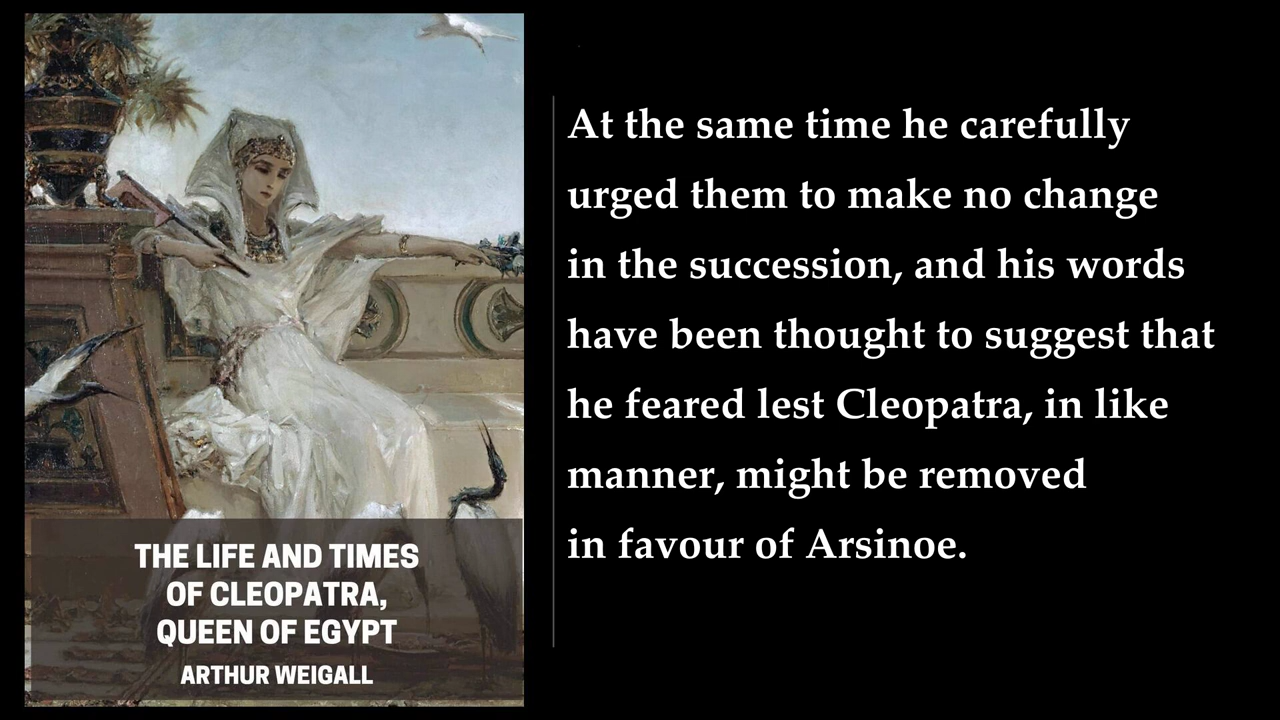 At the same time he carefully
urged them to make no change
in the succession, and his words
have been thought to suggest that
he feared lest Cleopatra, in like
manner, might be removed
in favour of Arsinoe.
THE LIFE AND TIMES
OF CLEOPATRA,
QUEEN OF EGYPT
ARTHUR WEIGALL